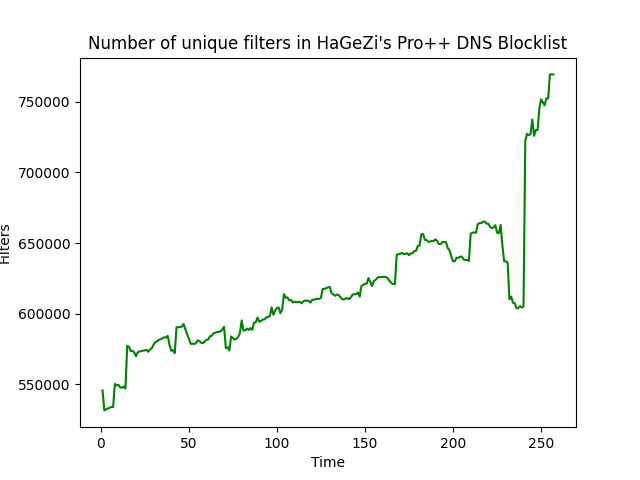 Number of unique filters in HaGeZi's Pro++ DNS Blocklist
750000
700000
650000
600000
550000
Filters
0 50 100 150 200 250
Time